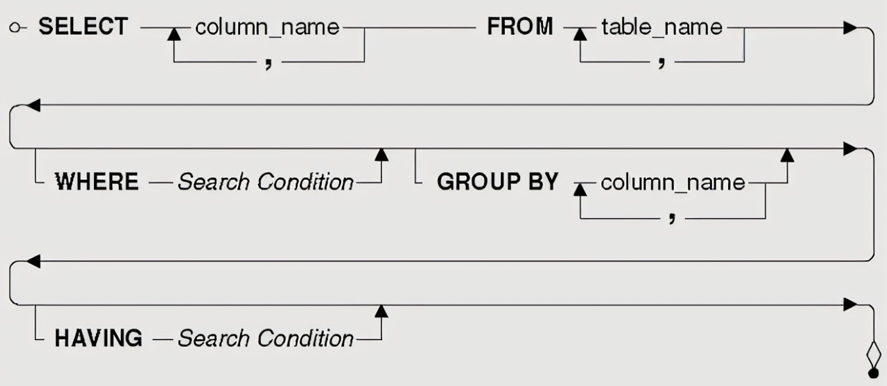 SELECT column_name FROM table_name
, ,
WHERE Search Condition GROUP BY column_name
,
HAVING Search Condition